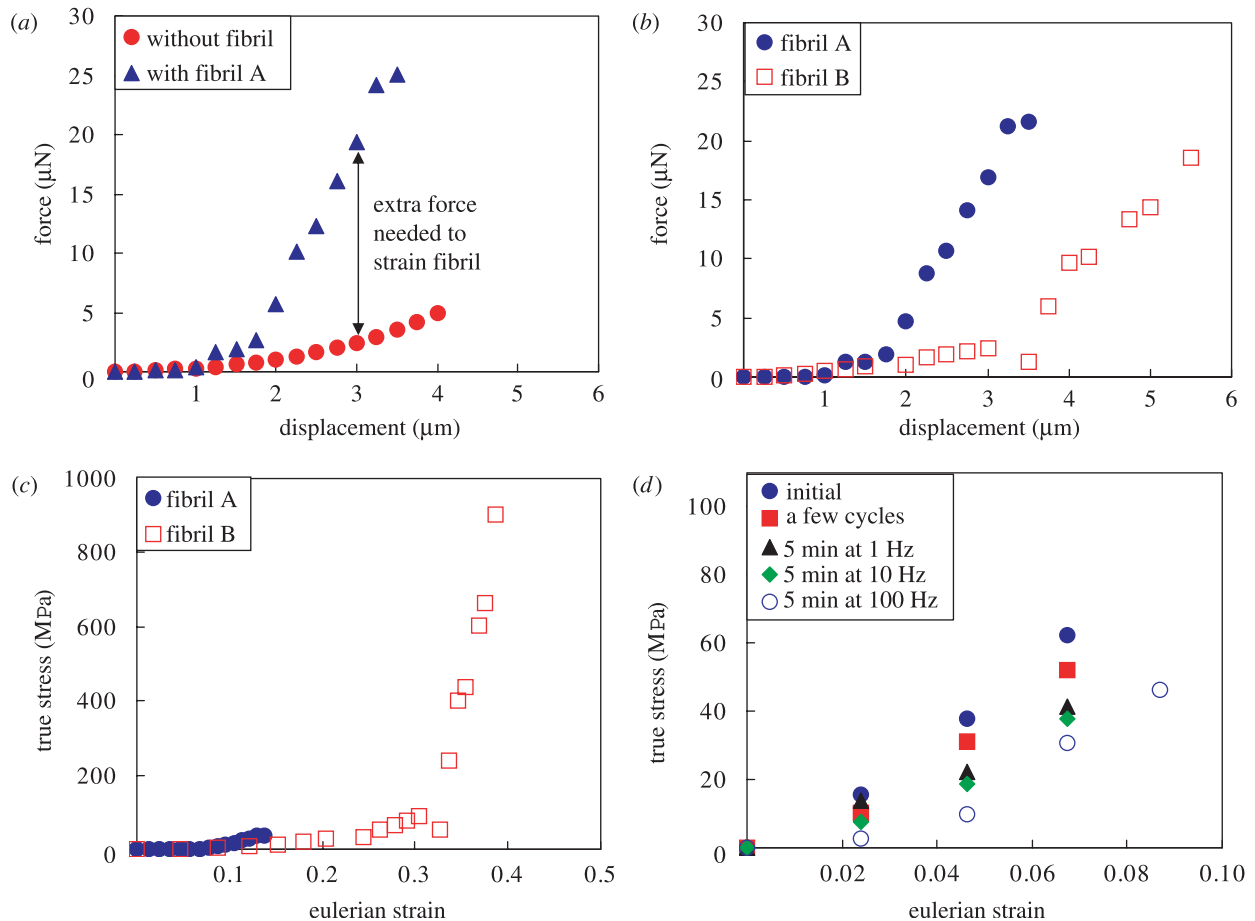 (a)
30
25
20
15
10
5
0
force (µN)
without fibril
with fibril A
extra force
needed to
strain fibril
1 2 3 4 5 6
displacement (µm)
(b)
30
25
20
15
10
5
0
force (µN)
fibril A
fibril B
1 2 3 4 5 6
displacement (µm)
(c)
1000
800
600
400
200
0
true stress (MPa)
fibril A
fibril B
0.1 0.2 0.3 0.4 0.5
eulerian strain
(d)
100
80
60
40
20
0
true stress (MPa)
initial
a few cycles
5 min at 1 Hz
5 min at 10 Hz
5 min at 100 Hz
0.02 0.04 0.06 0.08 0.10
eulerian strain